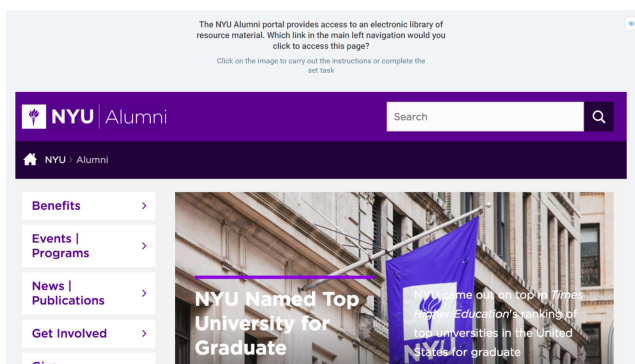 The NYU Alumni portal provides access to an electronic library of
resource material. Which link in the main left navigation would you
click to access this page?
Click on the image to carry out the instructions or complete the
set task
NYU Alumni
Search
NYU > Alumni
Benefits
Events |
Programs
News |
Publications
Get Involved
NYU Named Top
University for
Graduate
NYU came out on top in Times
Higher Education's ranking of
top universities in the United
States for graduate
NYU